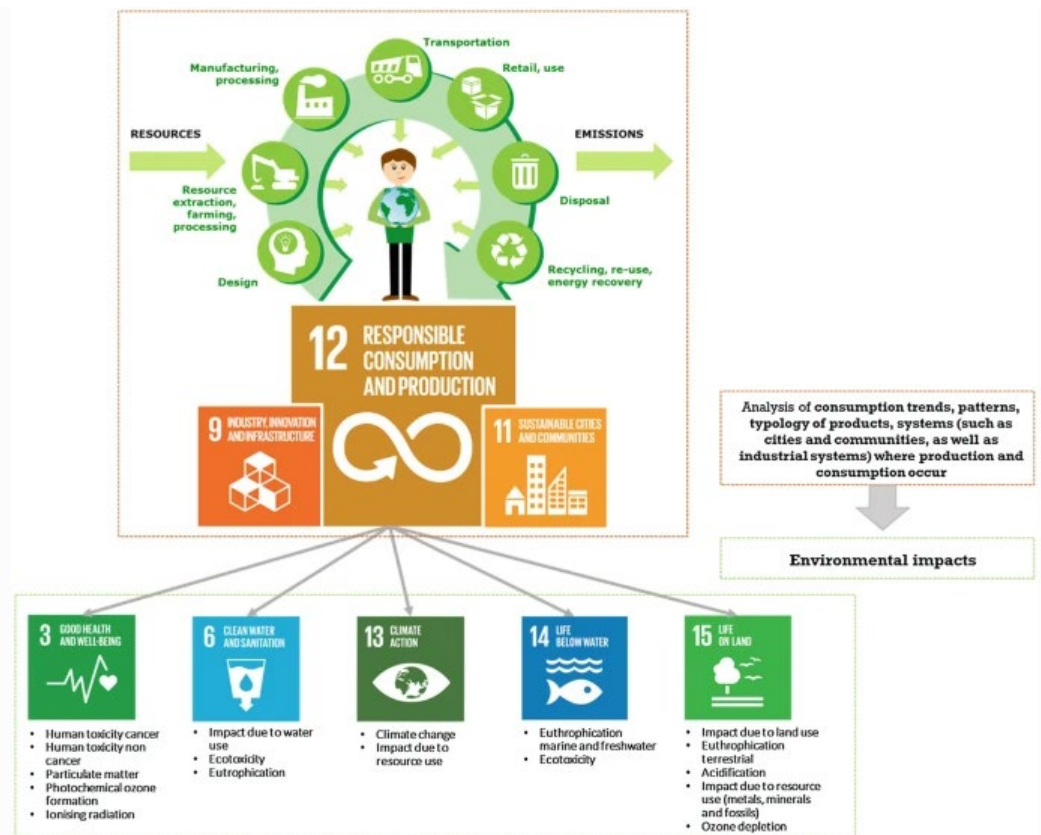 Transportation
Manufacturing,
processing
Retail, use
RESOURCES
EMISSIONS
Resource
extraction,
farming,
processing
Disposal
Design
Recycling, re-use,
energy recovery
12 RESPONSIBLE
CONSUMPTION
AND PRODUCTION
9 INDUSTRY, INNOVATION
AND INFRASTRUCTURE
11 SUSTAINABLE CITIES
AND COMMUNITIES
Analysis of consumption trends, patterns,
typology of products, systems (such as
cities and communities, as well as
industrial systems) where production and
consumption occur
Environmental impacts
3 GOOD HEALTH
AND WELL-BEING
• Human toxicity cancer
• Human toxicity non
cancer
• Particulate matter
• Photochemical ozone
formation
• Ionising radiation
6 CLEAN WATER
AND SANITATION
• Impact due to water
use
• Ecotoxicity
• Eutrophication
13 CLIMATE
ACTION
• Climate change
• Impact due to
resource use
14 LIFE
BELOW WATER
• Euthrophication
marine and freshwater
• Ecotoxicity
15 LIFE
ON LAND
• Impact due to land use
• Euthrophication
terrestrial
• Acidification
• Impact due to resource
use (metals, minerals
and fossils)
• Ozone depletion